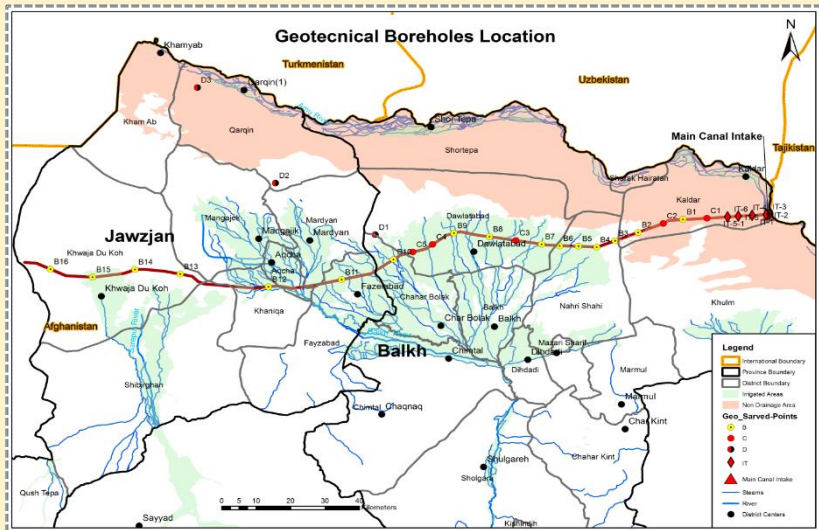 Geotecnical Boreholes Location
Turkmenistan
Uzbekistan
Tajikistan
Main Canal Intake
N
Khamyab
D3
Qarqin(1)
Kham Ab
Qarqin
Shor Tepa
Shortepa
Sharak Hairatan
Kaldar
Kaldar
D2
Mangajek
Mardyan
Mardyan
Aqcha
Aqcha
Jawzjan
Khwaja Du Koh
Khwaja Du Koh
B16
B15
B14
B13
B12
B11
D1
C4
B9
B8
C3
B7
B6
B5
B4
B3
B2
C2
B1
C1
IT-5-1
IT-6
IT-3
IT-2
Dawlatabad
Dawlatabad
Fazelabad
Chahar Bolak
Char Bolak
Balkh
Balkh
Nahri Shahi
Khulm
Afghanistan
Khaniqa
Fayzabad
Balkh
Chimtal
Mazari Sharif
Dihdadi
Dihdadi
Marmul
Marmul
Shibirghan
Chimtal
Chaqnaq
Char Kint
Chahar Kint
Shulgareh
Sholgara
Qush Tepa
Sayyad
Kishindih
0 5 10 20 30 40
Kilometers
Legend
International Boundary
Province Boundary
District Boundary
Irrigated Areas
Non Drainage Area
Geo_Sarved-Points
B
C
D
IT
Main Canal Intake
Steams
River
District Centers